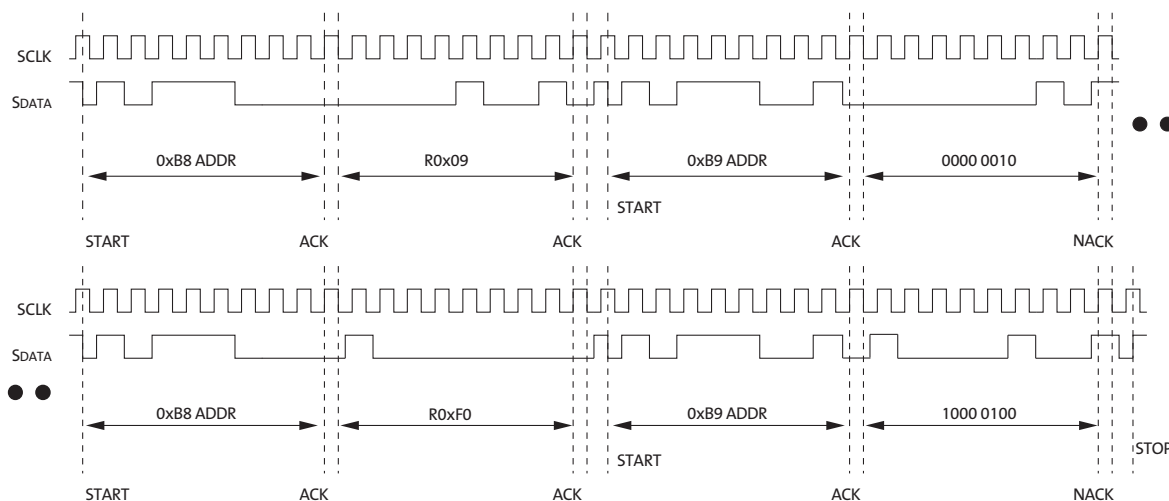 SCLK
SDATA
0xB8 ADDR R0x09 0xB9 ADDR 0000 0010
START
START ACK ACK ACK NACK
SCLK
SDATA
0xB8 ADDR R0xF0 0xB9 ADDR 1000 0100
STOP
START
START ACK ACK ACK NACK